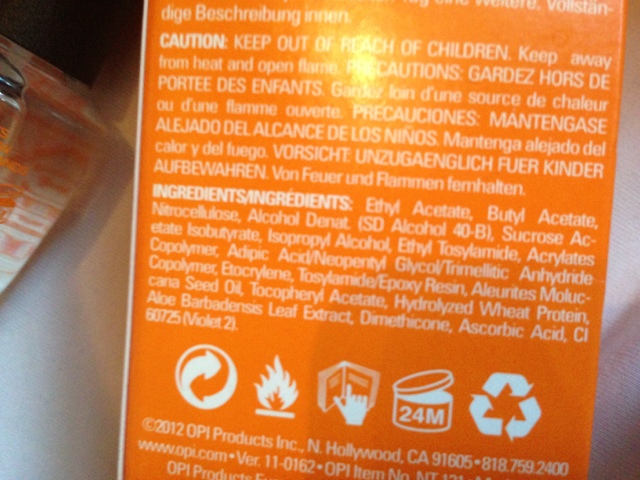 dige Beschreibung innen.
CAUTION: KEEP OUT OF REACH OF CHILDREN. Keep away
from heat and open flame. PRÉCAUTIONS: GARDEZ HORS DE
PORTEE DES ENFANTS. Gardez loin d'une source de chaleur
ou d'une flamme ouverte. PRECAUCIONES: MANTENGASE
ALEJADO DEL ALCANCE DE LOS NIÑOS. Mantenga alejado del
calor y del fuego. VORSICHT: UNZUGAENGLICH FUER KINDER
AUFBEWAHREN. Von Feuer und Flammen fernhalten.
INGREDIENTS/INGRÉDIENTS: Ethyl Acetate, Butyl Acetate,
Nitrocellulose, Alcohol Denat. (SD Alcohol 40-B), Sucrose Ac-
etate Isobutyrate, Isopropyl Alcohol, Ethyl Tosylamide, Acrylates
Copolymer, Adipic Acid/Neopentyl Glycol/Trimellitic Anhydride
Copolymer, Etocrylene, Tosylamide/Epoxy Resin, Aleurites Moluc-
cana Seed Oil, Tocopheryl Acetate, Hydrolyzed Wheat Protein,
Aloe Barbadensis Leaf Extract, Dimethicone, Ascorbic Acid, CI
60725 (Violet 2).
24M
©2012 OPI Products Inc., N. Hollywood, CA 91605 • 818.759.2400
www.opi.com • Ver. 11-0162 • OPI Item No. NT
OPI Products